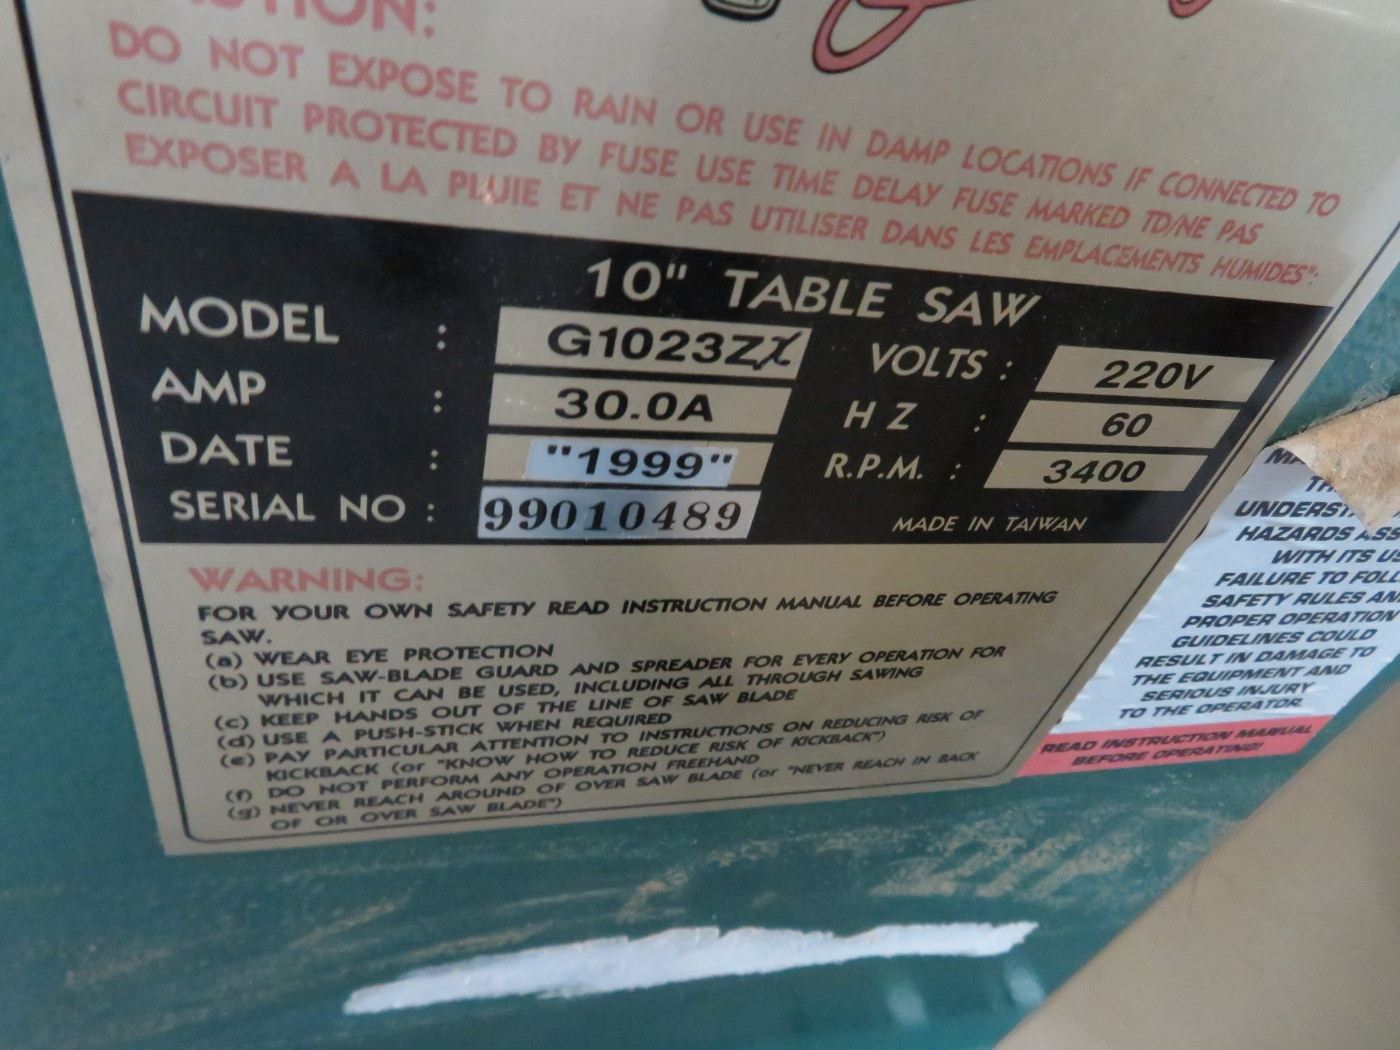 CAUTION:
DO NOT EXPOSE TO RAIN OR USE IN DAMP LOCATIONS IF CONNECTED TO
CIRCUIT PROTECTED BY FUSE USE TIME DELAY FUSE MARKED TD/NE PAS
EXPOSER A LA PLUIE ET NE PAS UTILISER DANS LES EMPLACEMENTS HUMIDES":
10" TABLE SAW
MODEL : G1023ZX VOLTS : 220V
AMP : 30.0A H Z : 60
DATE : "1999" R.P.M. : 3400
SERIAL NO : 99010489 MADE IN TAIWAN
WARNING:
FOR YOUR OWN SAFETY READ INSTRUCTION MANUAL BEFORE OPERATING
SAW.
(a) WEAR EYE PROTECTION
(b) USE SAW-BLADE GUARD AND SPREADER FOR EVERY OPERATION FOR
WHICH IT CAN BE USED, INCLUDING ALL THROUGH SAWING
(c) KEEP HANDS OUT OF THE LINE OF SAW BLADE
(d) USE A PUSH-STICK WHEN REQUIRED
(e) PAY PARTICULAR ATTENTION TO INSTRUCTIONS ON REDUCING RISK OF
KICKBACK (or "KNOW HOW TO REDUCE RISK OF KICKBACK")
(f) DO NOT PERFORM ANY OPERATION FREEHAND
(g) NEVER REACH AROUND OF OVER SAW BLADE (or "NEVER REACH IN BACK
OF OR OVER SAW BLADE")
UNDERST
HAZARDS ASS
WITH ITS US
FAILURE TO FOLL
SAFETY RULES AN
PROPER OPERATION
GUIDELINES COULD
RESULT IN DAMAGE TO
THE EQUIPMENT AND
SERIOUS INJURY
TO THE OPERATOR.
READ INSTRUCTION MANUAL
BEFORE OPERATING!